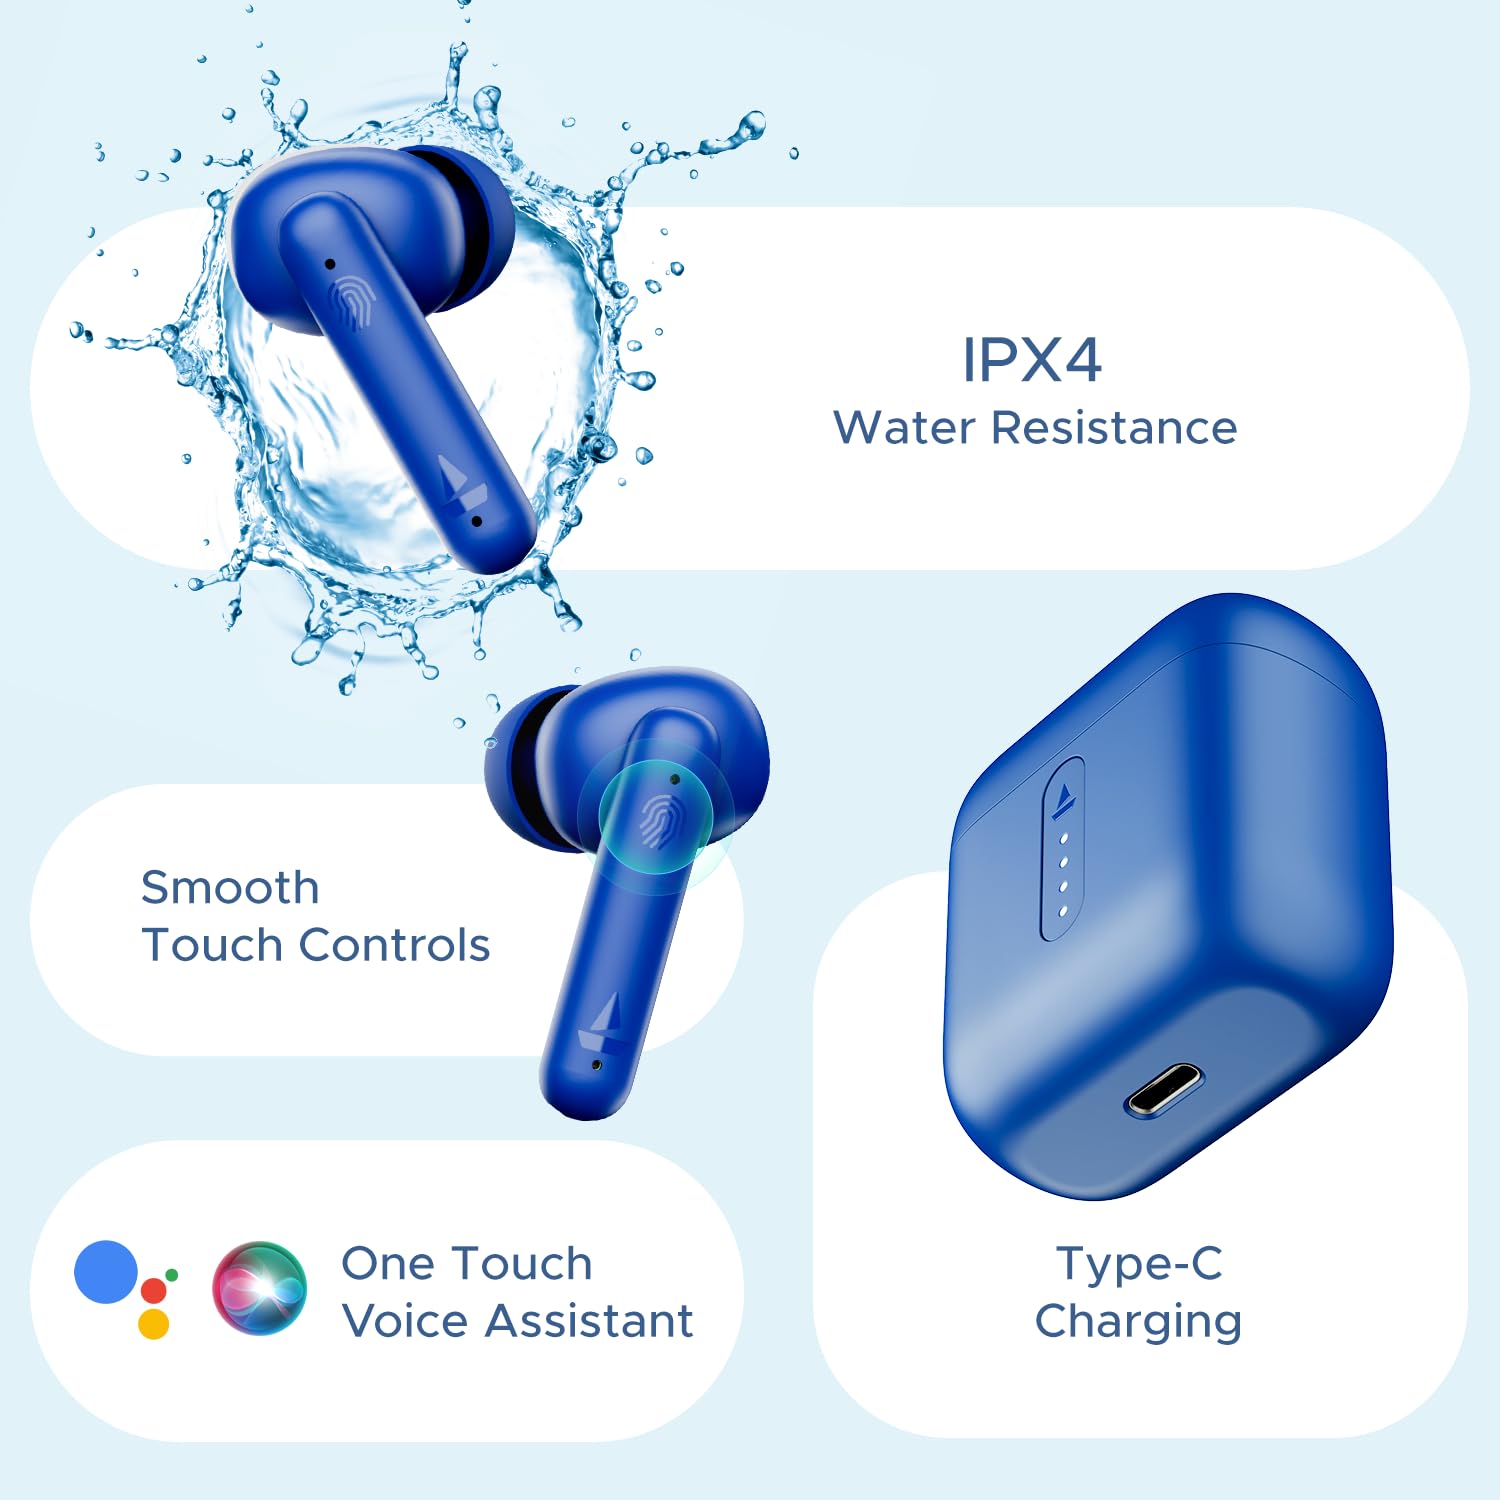 IPX4
Water Resistance
Smooth
Touch Controls
One Touch
Voice Assistant
Type-C
Charging